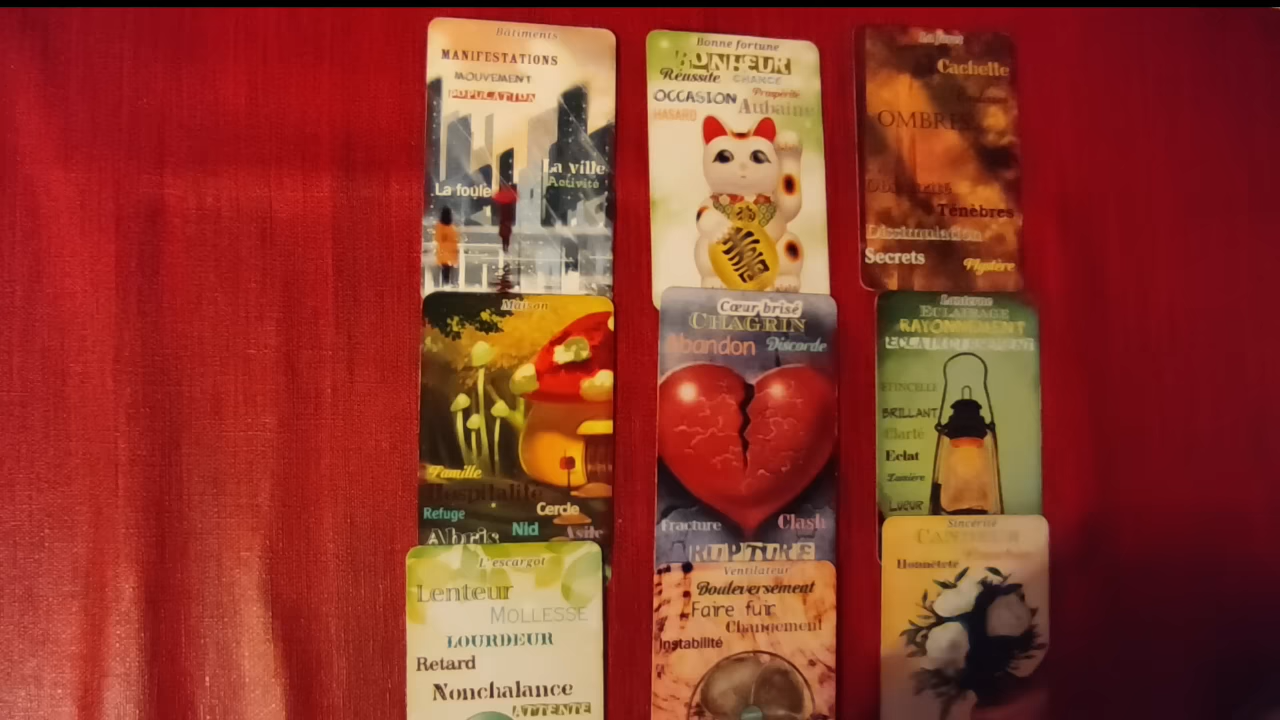 Bâtiments
MANIFESTATIONS
MOUVEMENT
POPULATION
La ville
Activité
La foule
Bonne fortune
BONHEUR
Réussite CHANCE
OCCASION Prospérité
HASARD Aubaine
Cachette
OMBRES
Ténèbres
Dissimulation
Secrets
Mystère
Maison
Famille
Hospitalité
Refuge Cercle
Abris Nid Asile
Cœur brisé
CHAGRIN
Abandon Discorde
Fracture Clash
RUPTURE
Lanterne
ECLAIRAGE
RAYONNEMENT
ECLAIRCISSEMENT
ETINCELLE
BRILLANT
Clarté
Eclat
Lumière
LUEUR
L'escargot
Lenteur
MOLLESSE
LOURDEUR
Retard
Nonchalance
ATTENTE
Ventilateur
Bouleversement
Faire fuir
Changement
Instabilité
Sincérité
CANDEUR
Honnêteté